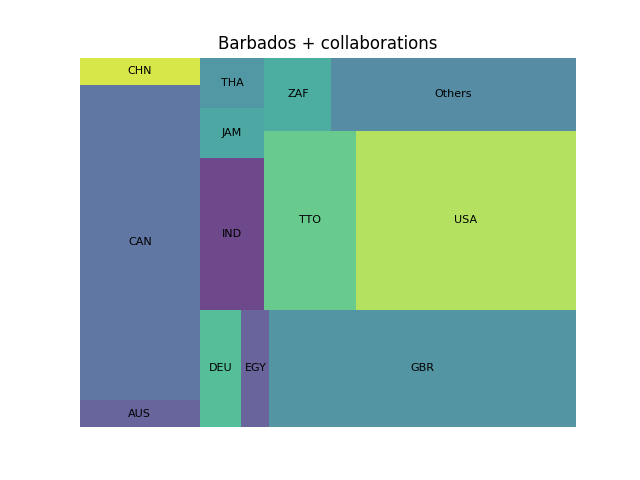 Barbados + collaborations
CHN
THA
ZAF
Others
JAM
TTO
USA
IND
CAN
DEU
EGY
GBR
AUS